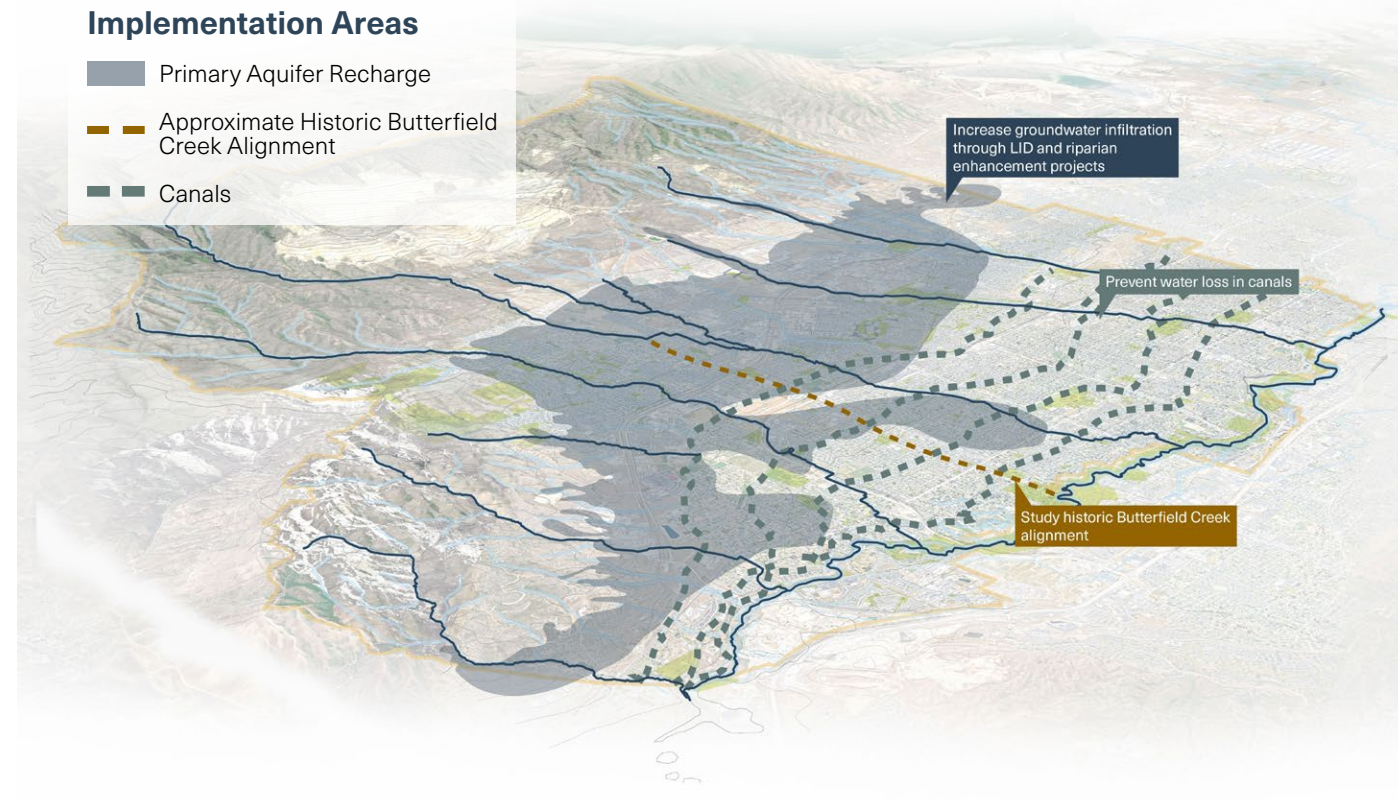 Implementation Areas
Primary Aquifer Recharge
Approximate Historic Butterfield
Creek Alignment
Canals
Increase groundwater infiltration
through LID and riparian
enhancement projects
Prevent water loss in canals
Study historic Butterfield Creek
alignment